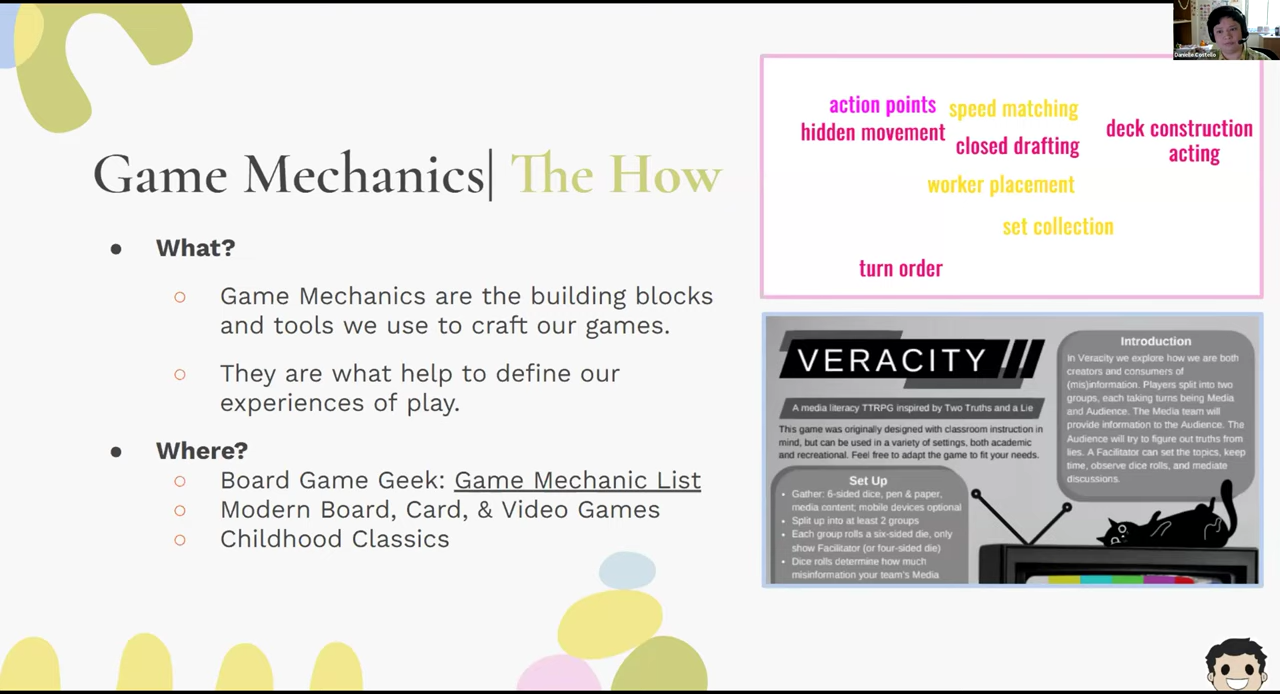 Danielle Costello
Game Mechanics| The How
● What?
○ Game Mechanics are the building blocks
and tools we use to craft our games.
○ They are what help to define our
experiences of play.
● Where?
○ Board Game Geek: Game Mechanic List
○ Modern Board, Card, & Video Games
○ Childhood Classics
action points
speed matching
hidden movement
closed drafting
deck construction
acting
worker placement
set collection
turn order
VERACITY
A media literacy TTRPG inspired by Two Truths and a Lie
This game was originally designed with classroom instruction in
mind, but can be used in a variety of settings, both academic
and recreational. Feel free to adapt the game to fit your needs.
Set Up
• Gather: 6-sided dice, pen & paper,
media content; mobile devices optional
• Split up into at least 2 groups
• Each group rolls a six-sided die, only
show Facilitator (or four-sided die)
• Dice rolls determine how much
misinformation your team's Media
Introduction
In Veracity we explore how we are both
creators and consumers of
(mis)information. Players split into two
groups, each taking turns being Media
and Audience. The Media team will
provide information to the Audience. The
Audience will try to figure out truths from
lies. A Facilitator can set the topics, keep
time, observe dice rolls, and mediate
discussions.